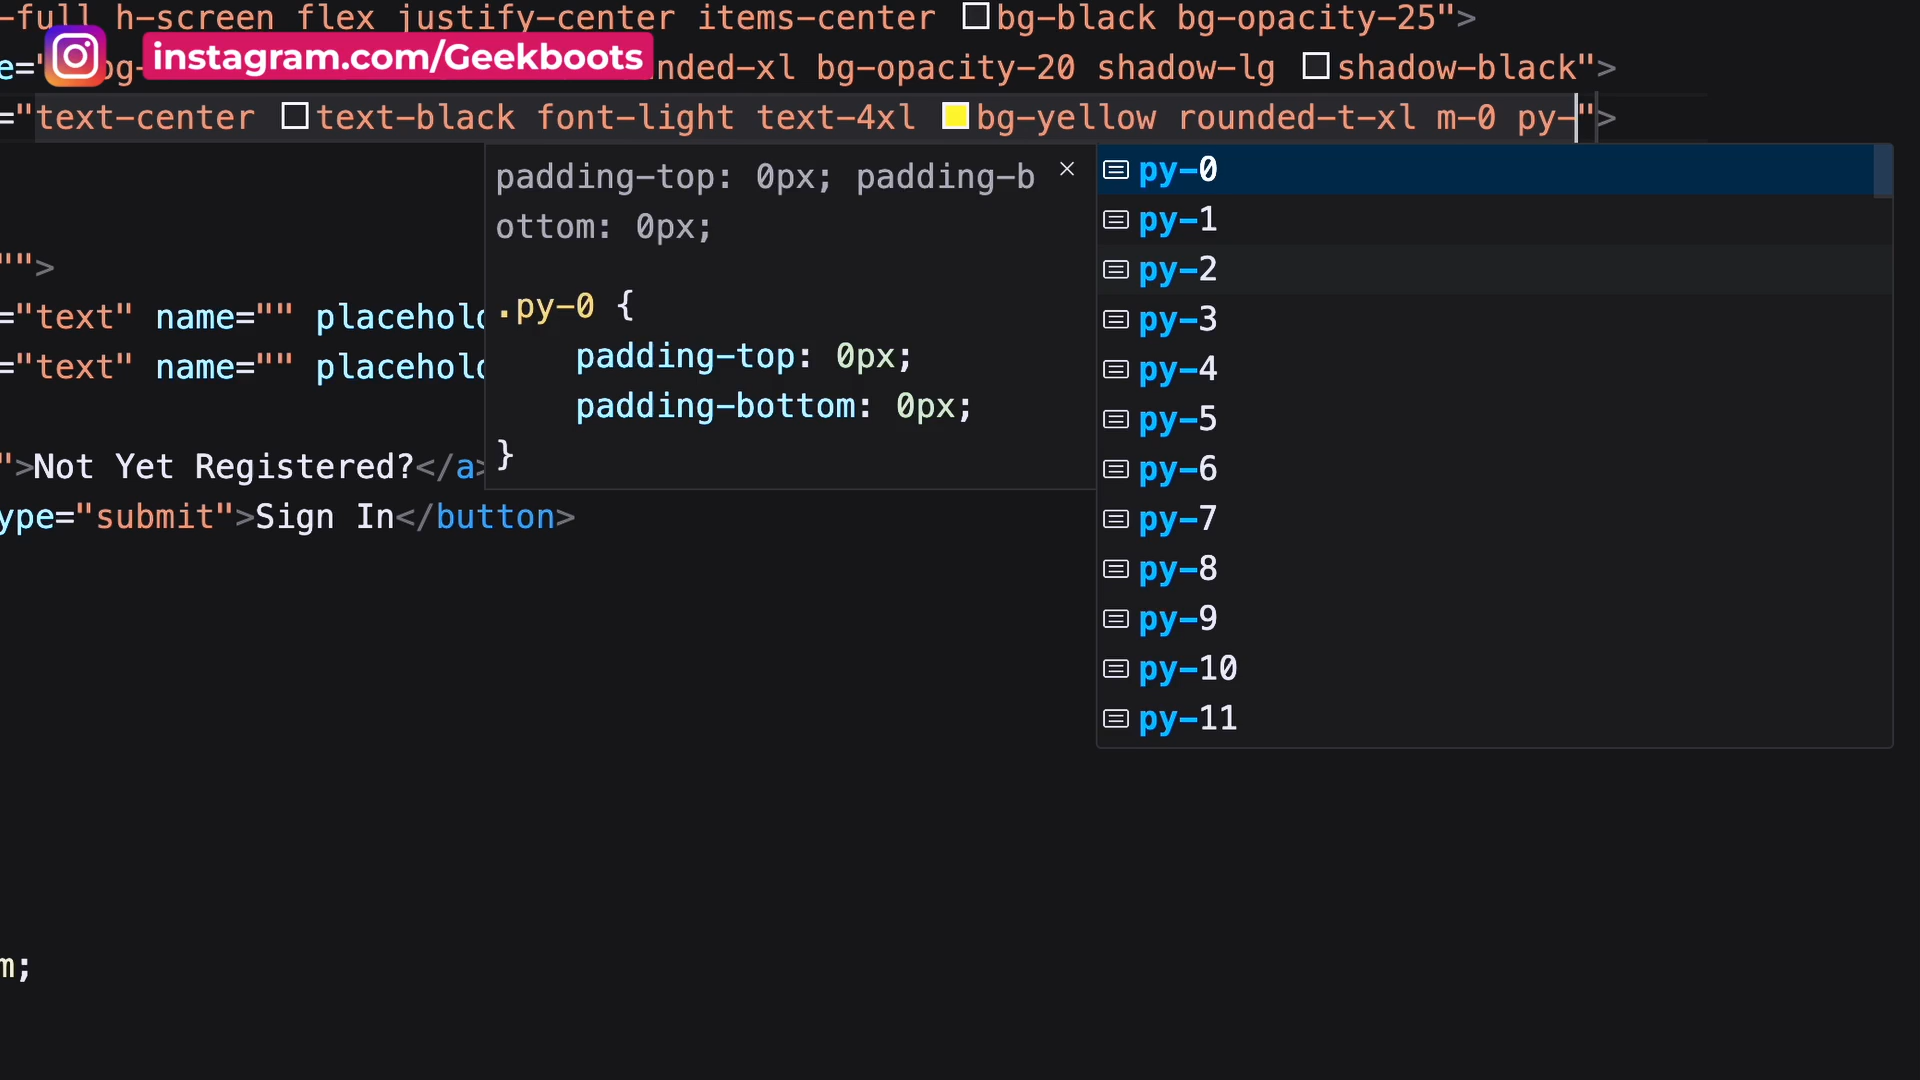 -full h-screen flex justify-center items-center bg-black bg-opacity-25">
instagram.com/Geekboots
e=" bg- nded-xl bg-opacity-20 shadow-lg shadow-black">
="text-center text-black font-light text-4xl bg-yellow rounded-t-xl m-0 py-">
padding-top: 0px; padding-b
ottom: 0px;
.py-0 {
padding-top: 0px;
padding-bottom: 0px;
}
py-0
py-1
py-2
py-3
py-4
py-5
py-6
py-7
py-8
py-9
py-10
py-11
"">
="text" name="" placehol
="text" name="" placehol
">Not Yet Registered?</a>
ype="submit">Sign In</button>
m;